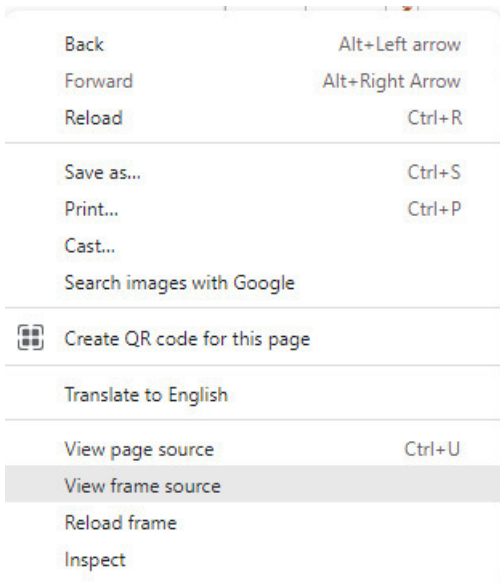 Back Alt+Left arrow
Forward Alt+Right Arrow
Reload Ctrl+R
Save as... Ctrl+S
Print... Ctrl+P
Cast...
Search images with Google
Create QR code for this page
Translate to English
View page source Ctrl+U
View frame source
Reload frame
Inspect